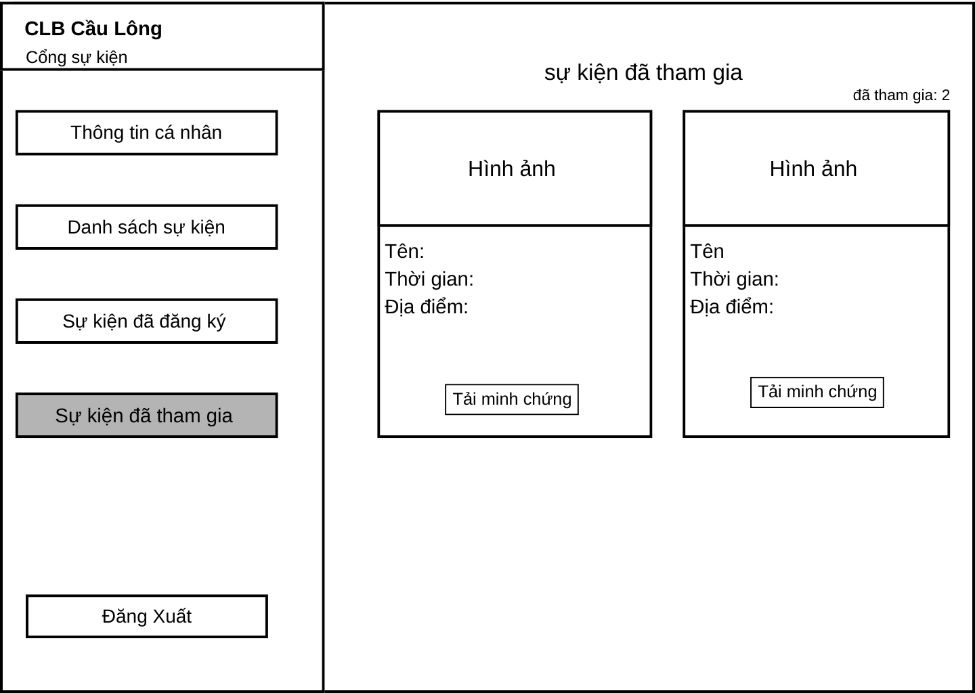 CLB Cầu Lông
Cổng sự kiện
Thông tin cá nhân
Danh sách sự kiện
Sự kiện đã đăng ký
Sự kiện đã tham gia
Đăng Xuất
sự kiện đã tham gia
đã tham gia: 2
Hình ảnh
Tên:
Thời gian:
Địa điểm:
Tải minh chứng
Hình ảnh
Tên
Thời gian:
Địa điểm:
Tải minh chứng